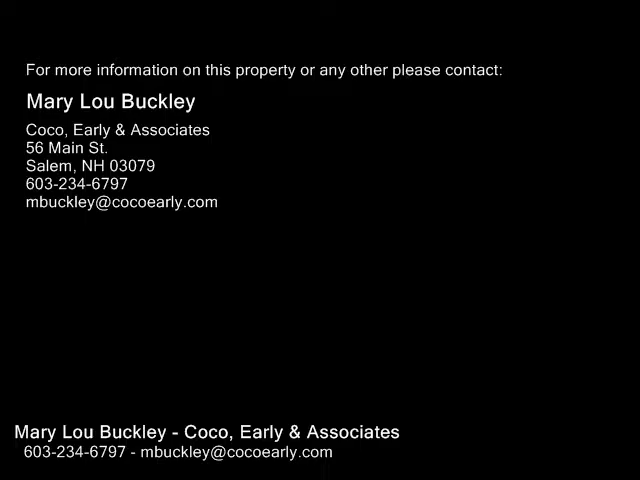 For more information on this property or any other please contact:
Mary Lou Buckley
Coco, Early & Associates
56 Main St.
Salem, NH 03079
603-234-6797
mbuckley@cocoearly.com
Mary Lou Buckley - Coco, Early & Associates
603-234-6797 - mbuckley@cocoearly.com